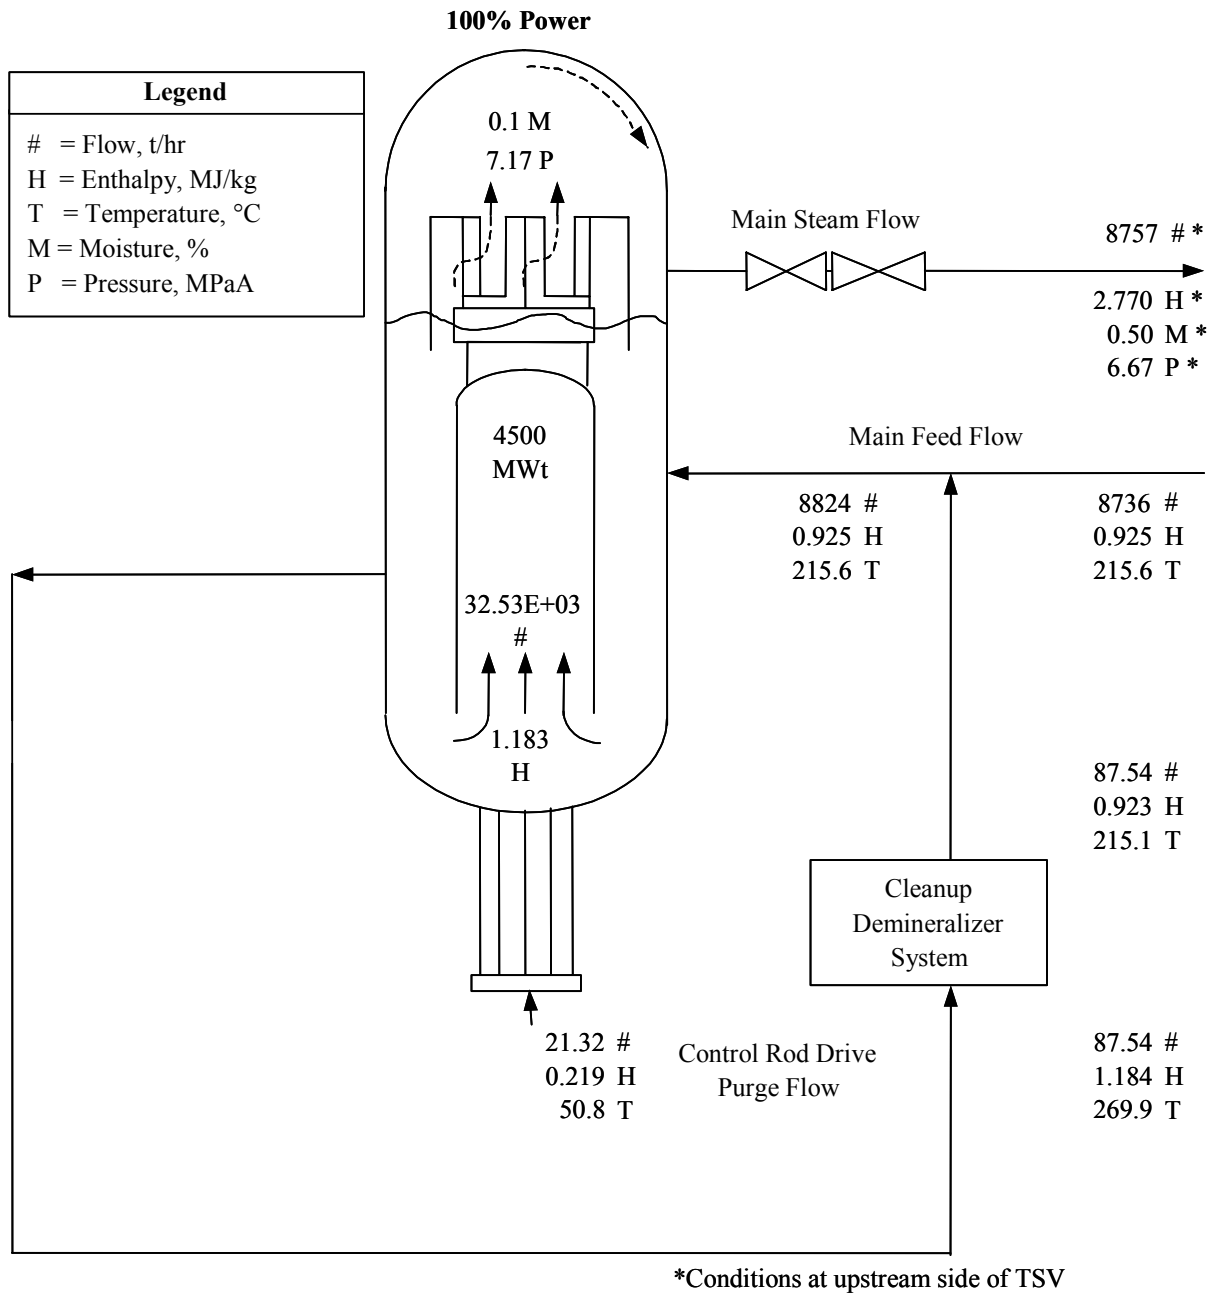 100% Power
Legend
# = Flow, t/hr
H = Enthalpy, MJ/kg
T = Temperature, °C
M = Moisture, %
P = Pressure, MPaA
0.1 M
7.17 P
Main Steam Flow
8757 # *
2.770 H *
0.50 M *
6.67 P *
4500
MWt
Main Feed Flow
8824 #
0.925 H
215.6 T
8736 #
0.925 H
215.6 T
32.53E+03
#
1.183
H
87.54 #
0.923 H
215.1 T
Cleanup
Demineralizer
System
21.32 #
0.219 H
50.8 T
Control Rod Drive
Purge Flow
87.54 #
1.184 H
269.9 T
*Conditions at upstream side of TSV